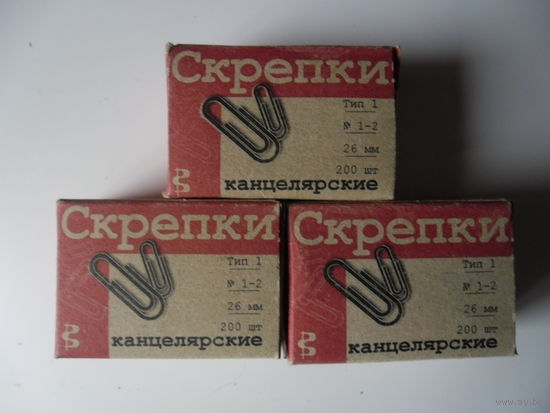 Скрепки
Тип 1
№ 1-2
26 мм
200 шт
канцелярские
Скрепки
Тип 1
№ 1-2
26 мм
200 шт
канцелярские
Скрепки
Тип 1
№ 1-2
26 мм
200 шт
канцелярские